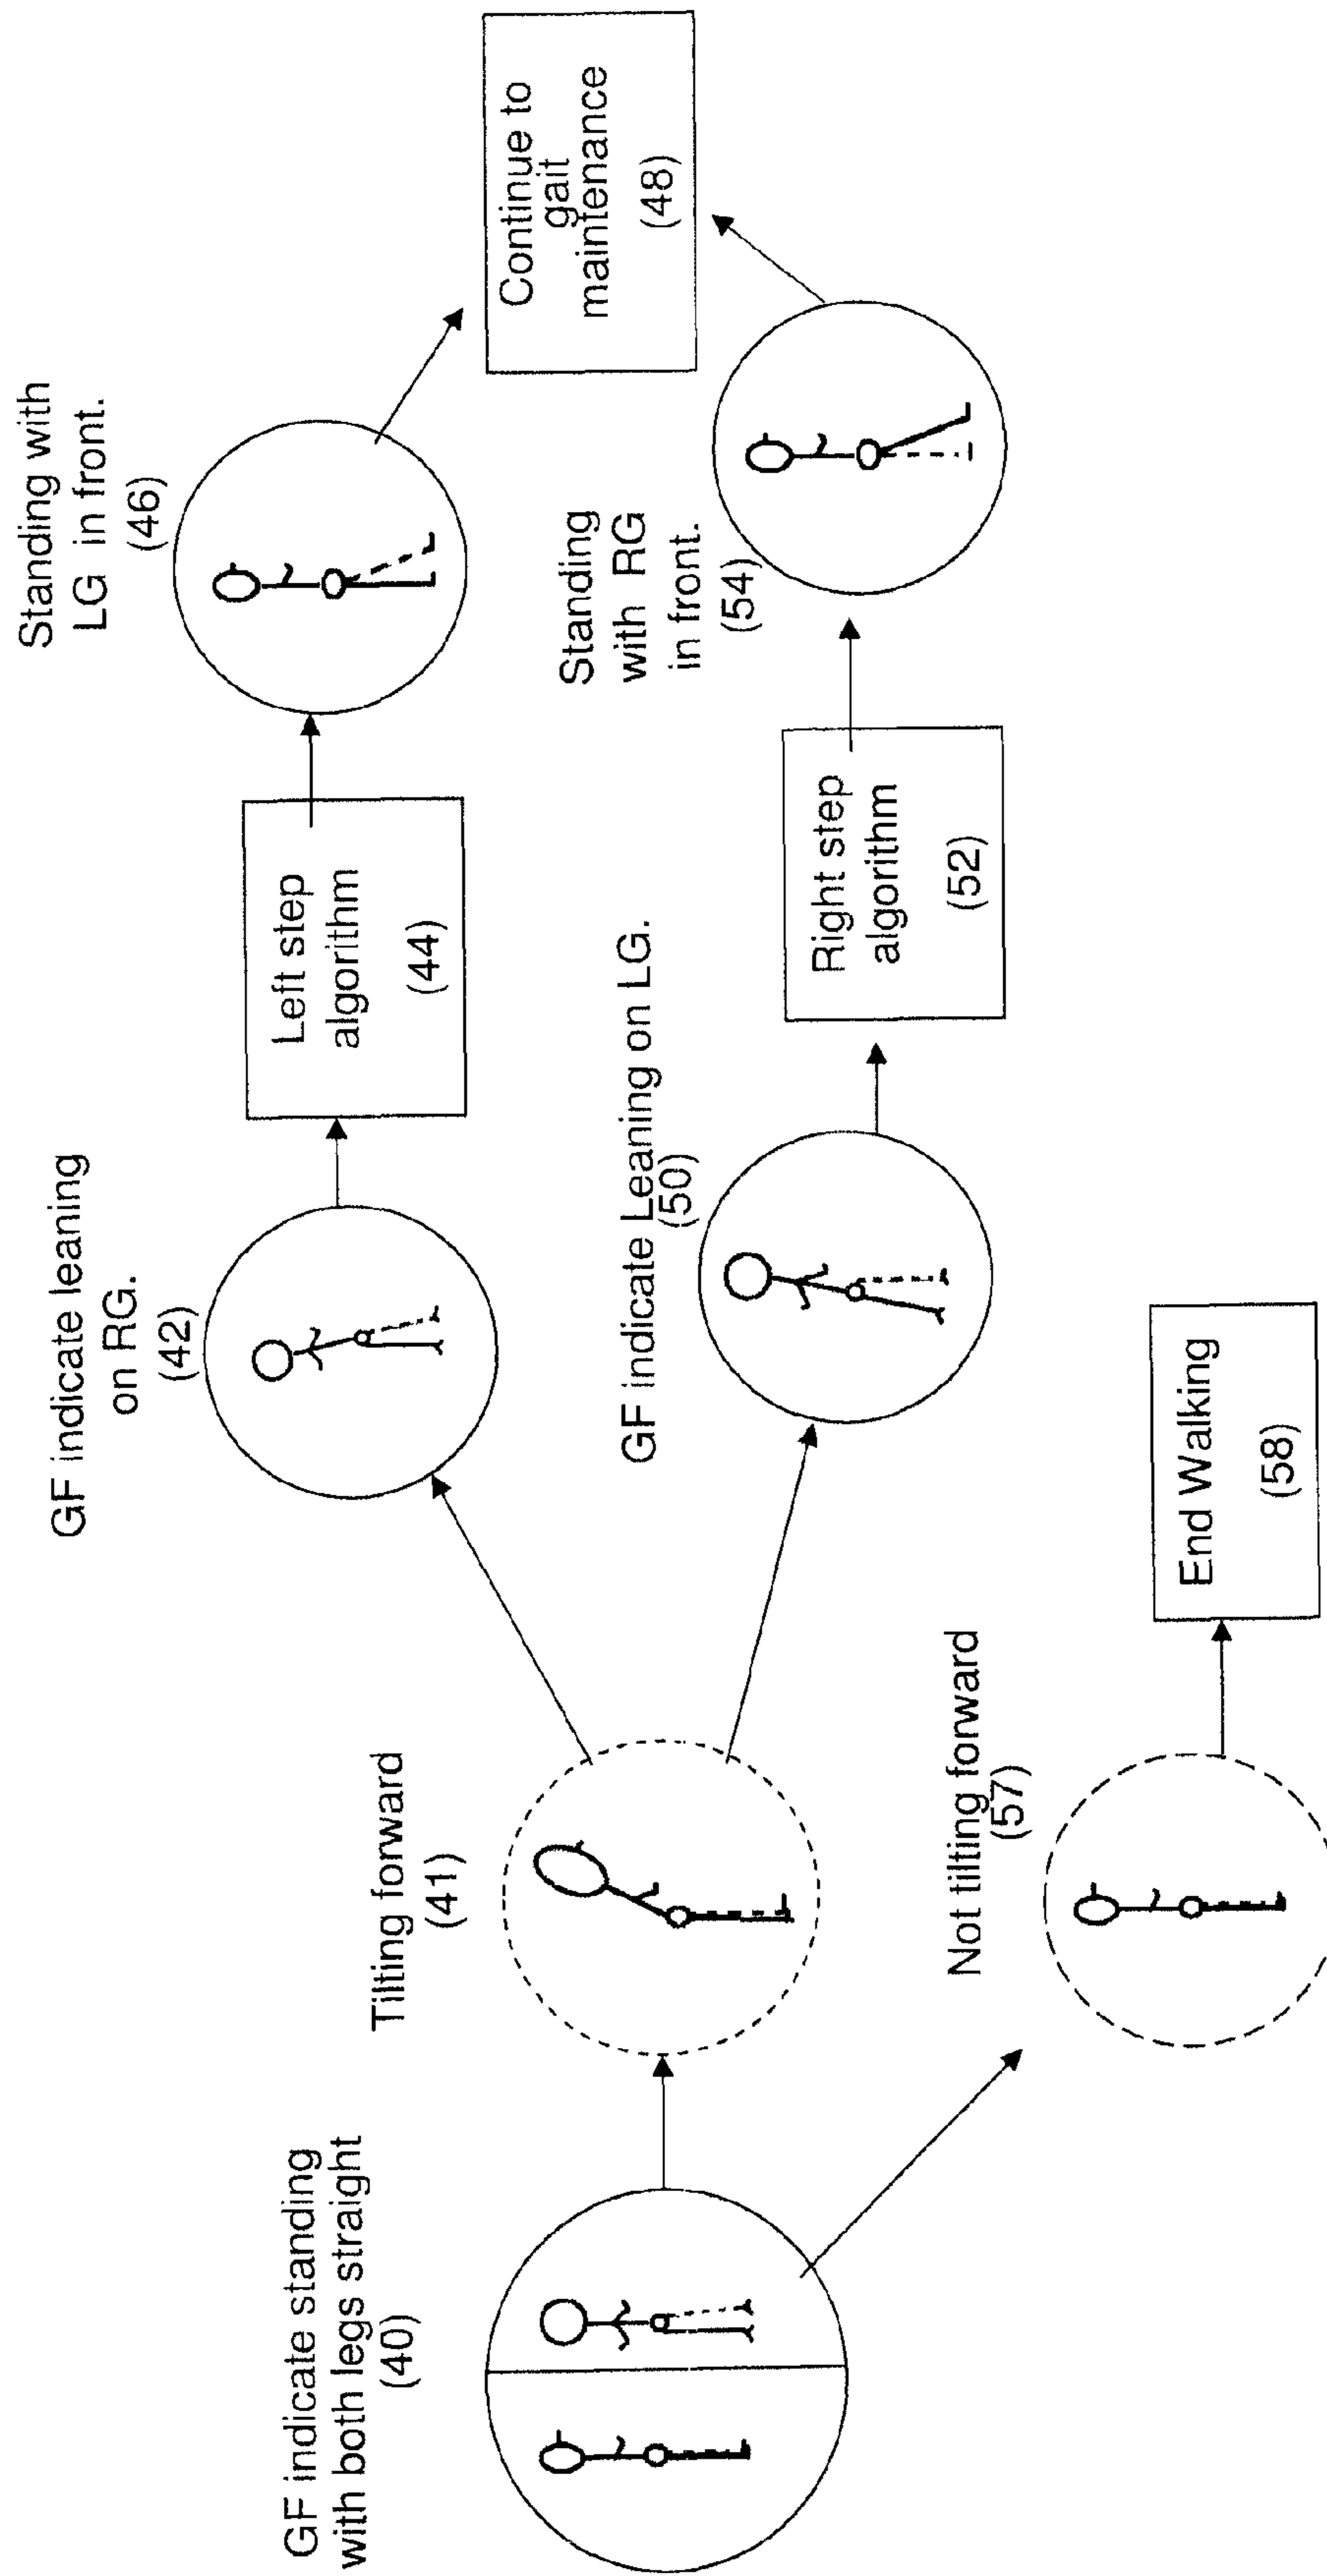 GF indicate standing
with both legs straight
(40)
Tilting forward
(41)
GF indicate leaning
on RG.
(42)
Left step
algorithm
(44)
Standing with
LG in front.
(46)
Continue to
gait
maintenance
(48)
GF indicate Leaning on LG.
(50)
Right step
algorithm
(52)
Standing
with RG
in front.
(54)
Not tilting forward
(57)
End Walking
(58)